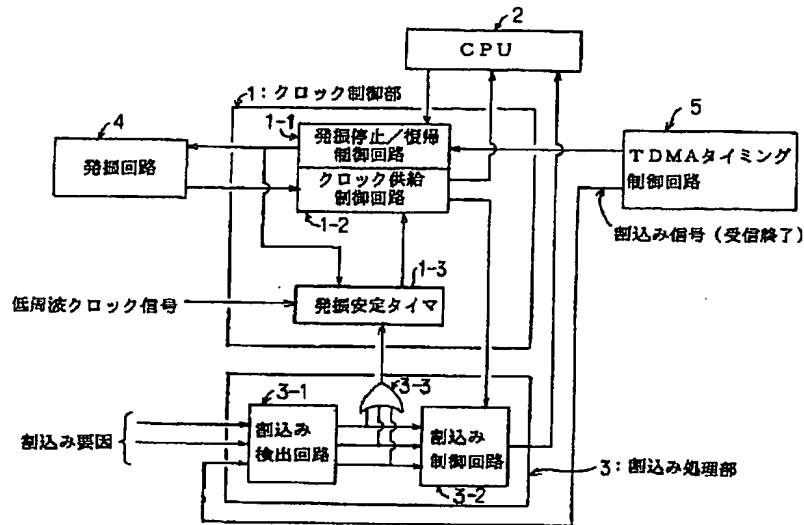 2
CPU
1：クロック制御部
4
発振回路
1-1
発振停止／復帰
制御回路
クロック供給
制御回路
1-2
5
TDMAタイミング
制御回路
割込み信号（受信終了）
1-3
低周波クロック信号
発振安定タイマ
3-3
3-1
割込み要因
割込み
検出回路
割込み
制御回路
3-2
3：割込み処理部